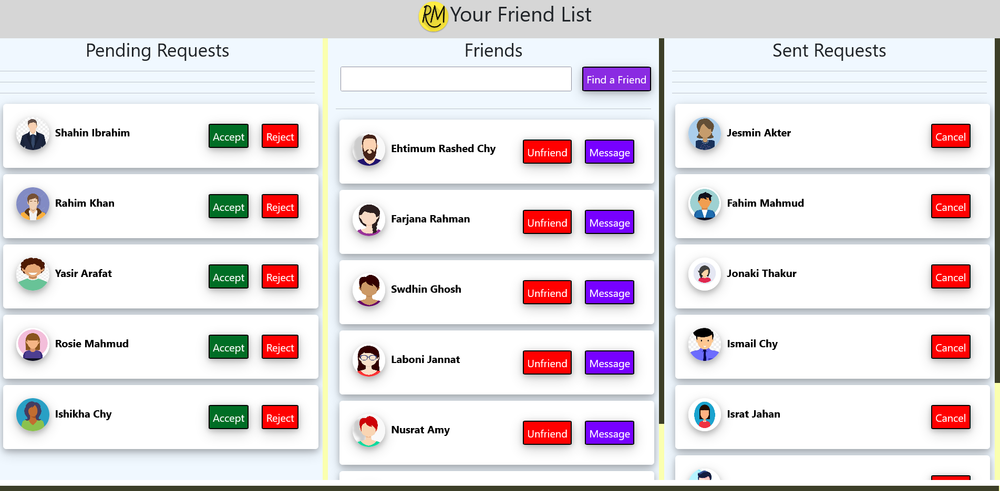 RM Your Friend List
Pending Requests
Shahin Ibrahim Accept Reject
Rahim Khan Accept Reject
Yasir Arafat Accept Reject
Rosie Mahmud Accept Reject
Ishikha Chy Accept Reject
Friends
Find a Friend
Ehtimum Rashed Chy Unfriend Message
Farjana Rahman Unfriend Message
Swdhin Ghosh Unfriend Message
Laboni Jannat Unfriend Message
Nusrat Amy Unfriend Message
Sent Requests
Jesmin Akter Cancel
Fahim Mahmud Cancel
Jonaki Thakur Cancel
Ismail Chy Cancel
Israt Jahan Cancel